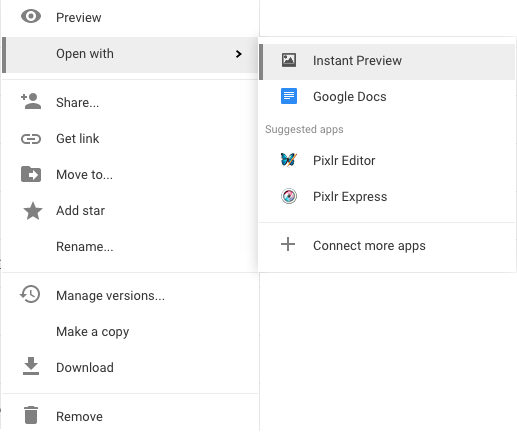 Preview
Open with
Share...
Get link
Move to...
Add star
Rename...
Manage versions...
Make a copy
Download
Remove
Instant Preview
Google Docs
Suggested apps
Pixlr Editor
Pixlr Express
Connect more apps